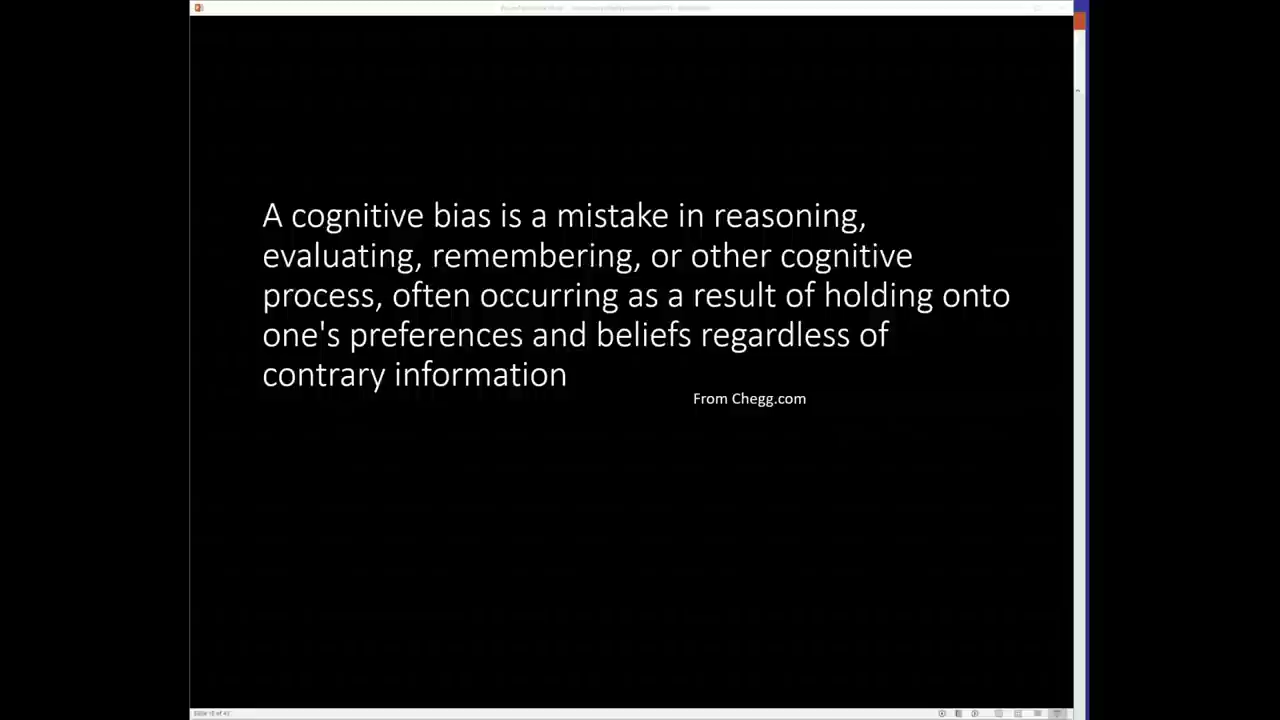 A cognitive bias is a mistake in reasoning,
evaluating, remembering, or other cognitive
process, often occurring as a result of holding onto
one's preferences and beliefs regardless of
contrary information
From Chegg.com